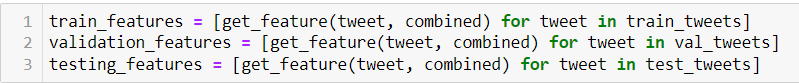 1 train_features = [get_feature(tweet, combined) for tweet in train_tweets]
2 validation_features = [get_feature(tweet, combined) for tweet in val_tweets]
3 testing_features = [get_feature(tweet, combined) for tweet in test_tweets]